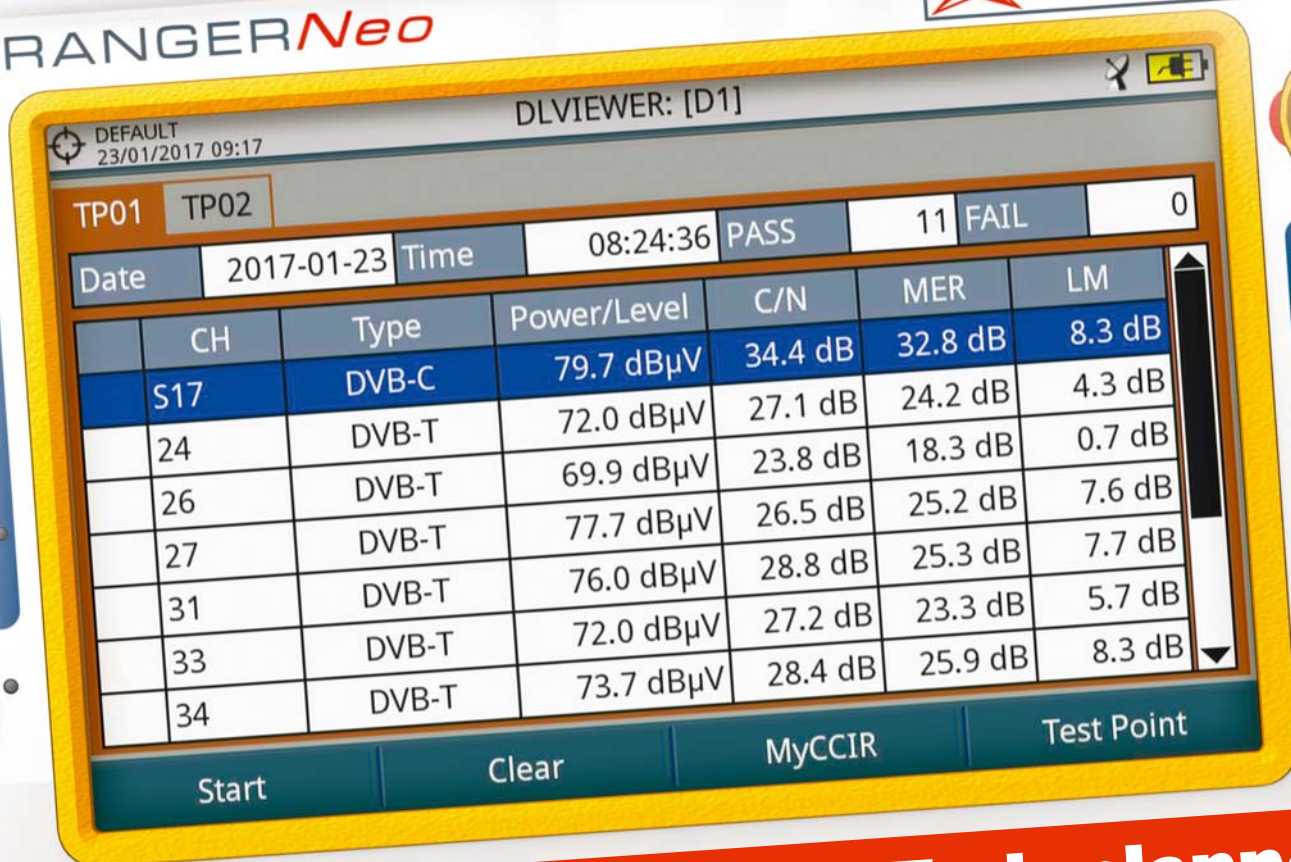 RANGERNeo
DEFAULT
23/01/2017 09:17
DLVIEWER: [D1]
TP01 TP02
Date 2017-01-23 Time 08:24:36 PASS 11 FAIL 0
CH Type Power/Level C/N MER LM
S17 DVB-C 79.7 dBµV 34.4 dB 32.8 dB 8.3 dB
24 DVB-T 72.0 dBµV 27.1 dB 24.2 dB 4.3 dB
26 DVB-T 69.9 dBµV 23.8 dB 18.3 dB 0.7 dB
27 DVB-T 77.7 dBµV 26.5 dB 25.2 dB 7.6 dB
31 DVB-T 76.0 dBµV 28.8 dB 25.3 dB 7.7 dB
33 DVB-T 72.0 dBµV 27.2 dB 23.3 dB 5.7 dB
34 DVB-T 73.7 dBµV 28.4 dB 25.9 dB 8.3 dB
Start Clear MyCCIR Test Point